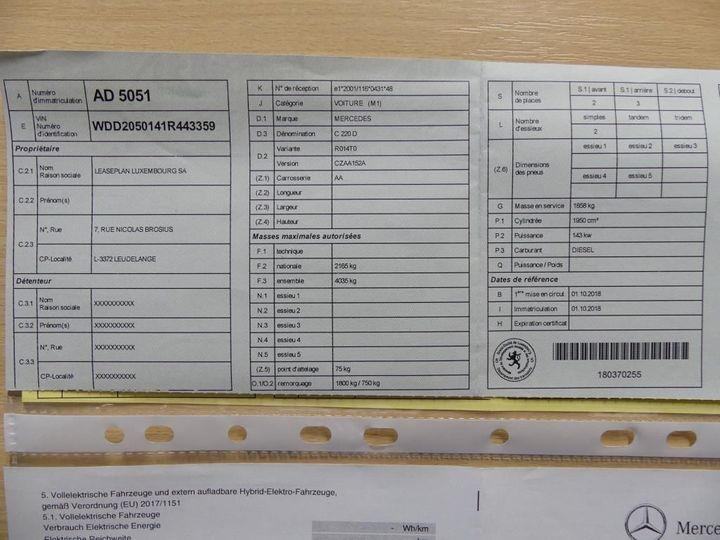 A Numéro d'immatriculation AD 5051
E VIN Numéro d'identification WDD2050141R443359
Propriétaire
C.2.1 Nom Raison sociale LEASEPLAN LUXEMBOURG SA
C.2.2 Prénom(s)
C.2.3 N°, Rue 7, RUE NICOLAS BROSIUS
CP-Localité L-3372 LEUDELANGE
Détenteur
C.3.1 Nom Raison sociale XXXXXXXXXX
C.3.2 Prénom(s) XXXXXXXXXX
C.3.3 N°, Rue XXXXXXXXXX
CP-Localité XXXXXXXXXX
K N° de réception e1*2001/116*0431*48
J Catégorie VOITURE (M1)
D.1 Marque MERCEDES
D.3 Dénomination C 220 D
D.2 Variante R014T0
Version CZAA152A
(Z.1) Carrosserie AA
(Z.2) Longueur
(Z.3) Largeur
(Z.4) Hauteur
Masses maximales autorisées
F.1 technique
F.2 nationale 2165 kg
F.3 ensemble 4035 kg
N.1 essieu 1
N.2 essieu 2
N.3 essieu 3
N.4 essieu 4
N.5 essieu 5
(Z.5) point d'attelage 75 kg
O.1/O.2 remorquage 1800 kg / 750 kg
S Nombre de places S.1 | avant S.1 | arrière S.2 | debout
2 3
L Nombre d'essieux simples tandem tridem
2
(Z.6) Dimensions des pneus essieu 1 essieu 2 essieu 3
essieu 4 essieu 5
G Masse en service 1858 kg
P.1 Cylindrée 1950 cm³
P.2 Puissance 143 kw
P.3 Carburant DIESEL
Q Puissance / Poids
Dates de référence
B 1ère mise en circul 01.10.2018
I Immatriculation 01.10.2018
H Expiration certificat
180370255
5. Vollelektrische Fahrzeuge und extern aufladbare Hybrid-Elektro-Fahrzeuge,
gemäß Verordnung (EU) 2017/1151
5.1. Vollelektrische Fahrzeuge
Verbrauch Elektrische Energie - Wh/km
Elektrische Reichweite
Merce